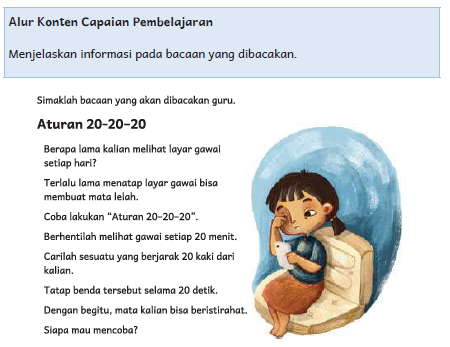 Alur Konten Capaian Pembelajaran
Menjelaskan informasi pada bacaan yang dibacakan.
Simaklah bacaan yang akan dibacakan guru.
Aturan 20-20–20
Berapa lama kalian melihat layar gawai
setiap hari?
Terlalu lama menatap layar gawai bisa
membuat mata lelah.
Coba lakukan “Aturan 20–20–20”.
Berhentilah melihat gawai setiap 20 menit.
Carilah sesuatu yang berjarak 20 kaki dari
kalian.
Tatap benda tersebut selama 20 detik.
Dengan begitu, mata kalian bisa beristirahat.
Siapa mau mencoba?